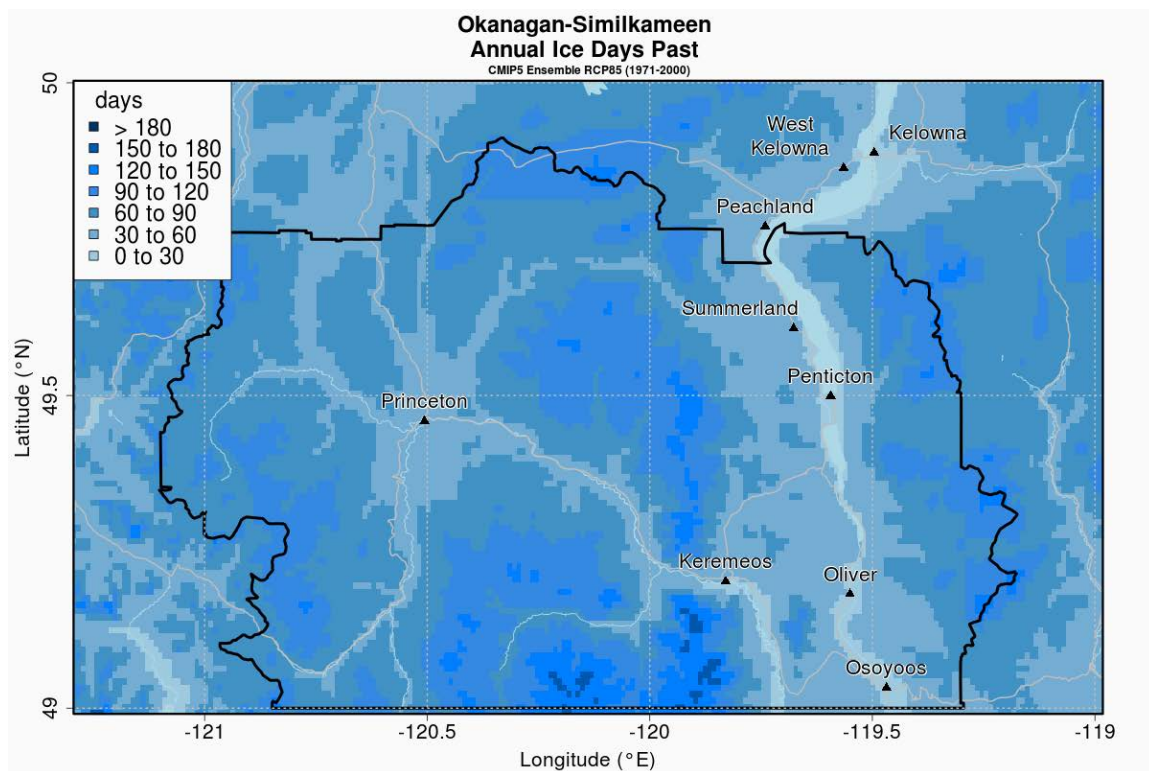 Okanagan-Similkameen
Annual Ice Days Past
CMIP5 Ensemble RCP85 (1971-2000)
days
> 180
150 to 180
120 to 150
90 to 120
60 to 90
30 to 60
0 to 30
West
Kelowna
Kelowna
Peachland
Summerland
Penticton
Princeton
Keremeos
Oliver
Osoyoos
50
49.5
49
Latitude (°N)
-121
-120.5
-120
-119.5
-119
Longitude (°E)